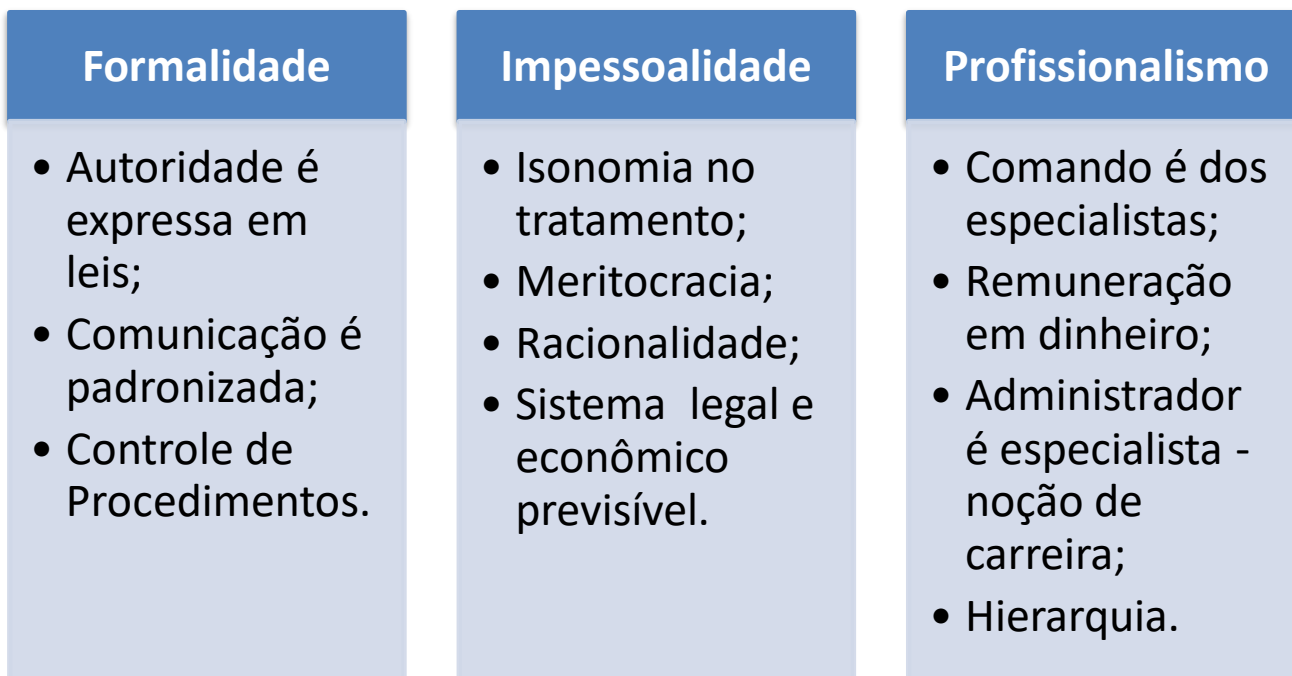 Formalidade
• Autoridade é
expressa em
leis;
• Comunicação é
padronizada;
• Controle de
Procedimentos.
Impessoalidade
• Isonomia no
tratamento;
• Meritocracia;
• Racionalidade;
• Sistema legal e
econômico
previsível.
Profissionalismo
• Comando é dos
especialistas;
• Remuneração
em dinheiro;
• Administrador
é especialista -
noção de
carreira;
• Hierarquia.